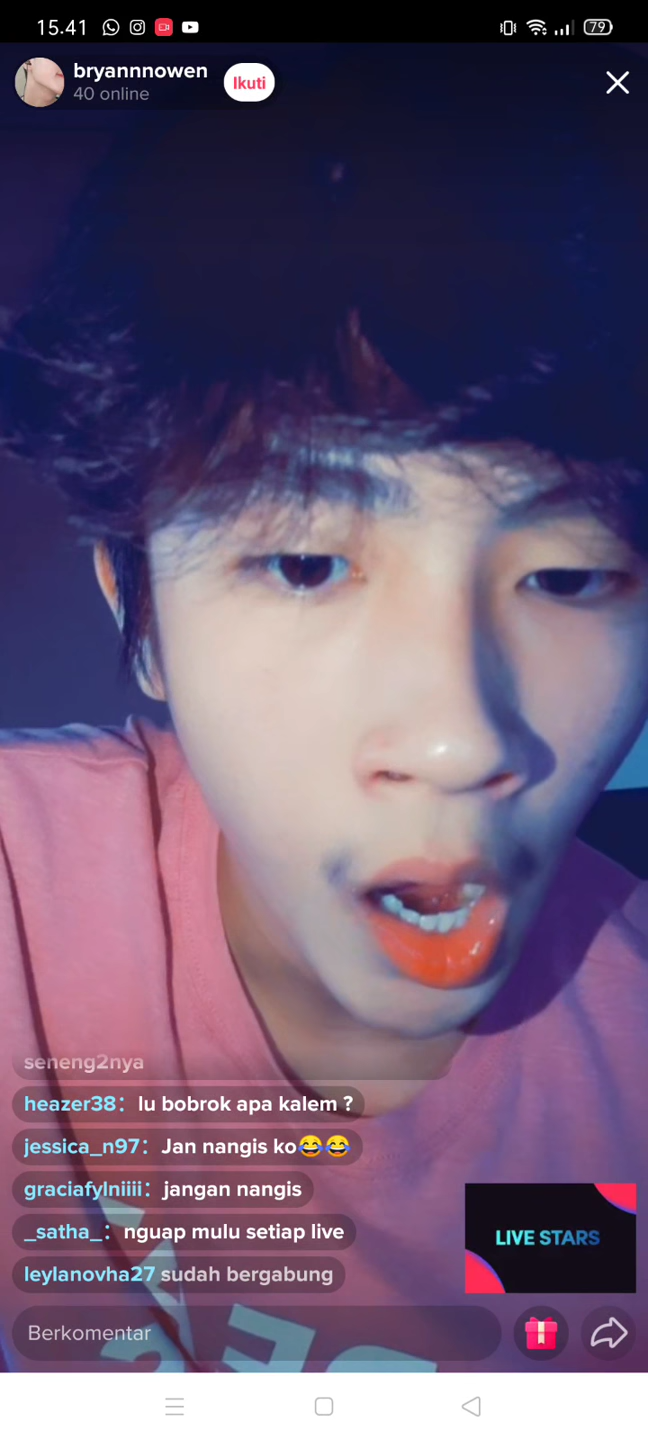 15.41
79
bryannnowen
40 online
Ikuti
seneng2nya
heazer38: lu bobrok apa kalem ?
jessica_n97: Jan nangis ko😂😂
graciafylniiii: jangan nangis
_satha_: nguap mulu setiap live
leylanovha27 sudah bergabung
LIVE STARS
Berkomentar